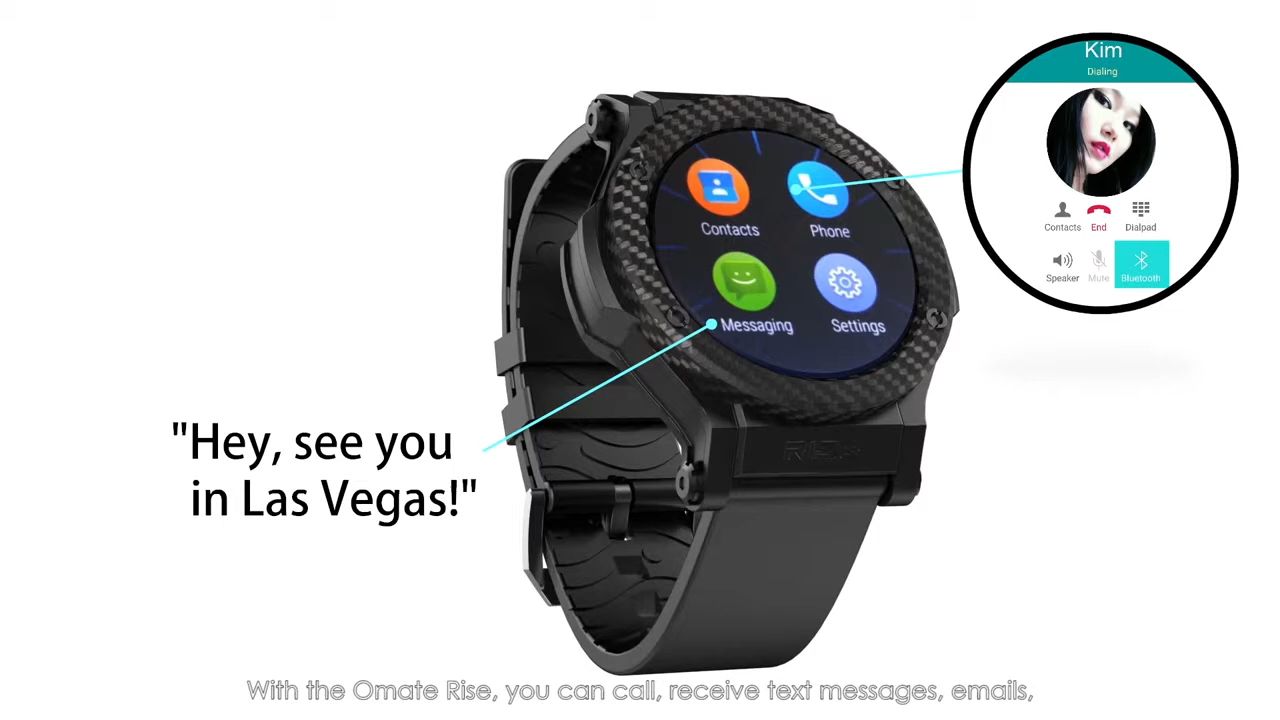 Kim
Dialing
Contacts End Dialpad
Speaker Mute Bluetooth
Contacts Phone
Messaging Settings
"Hey, see you
in Las Vegas!"
RISE
With the Omate Rise, you can call, receive text messages, emails,